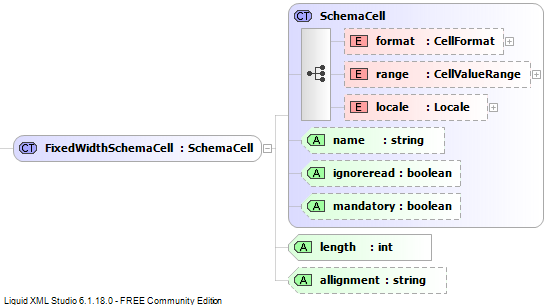 CT SchemaCell
E format : CellFormat
E range : CellValueRange
E locale : Locale
CT FixedWidthSchemaCell : SchemaCell
A name : string
A ignoreread : boolean
A mandatory : boolean
A length : int
A allignment : string
Liquid XML Studio 6.1.18.0 - FREE Community Edition